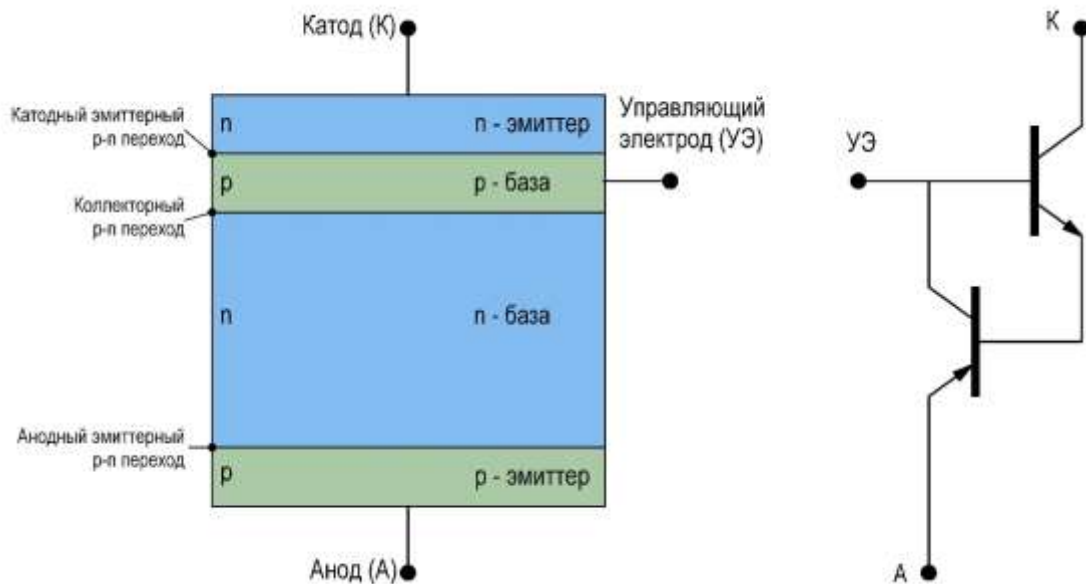 Катод (К)
К
Катодный эмиттерный
p-n переход
n
n - эмиттер
Управляющий
электрод (УЭ)
УЭ
p
p - база
Коллекторный
p-n переход
n
n - база
Анодный эмиттерный
p-n переход
p
p - эмиттер
Анод (А)
А